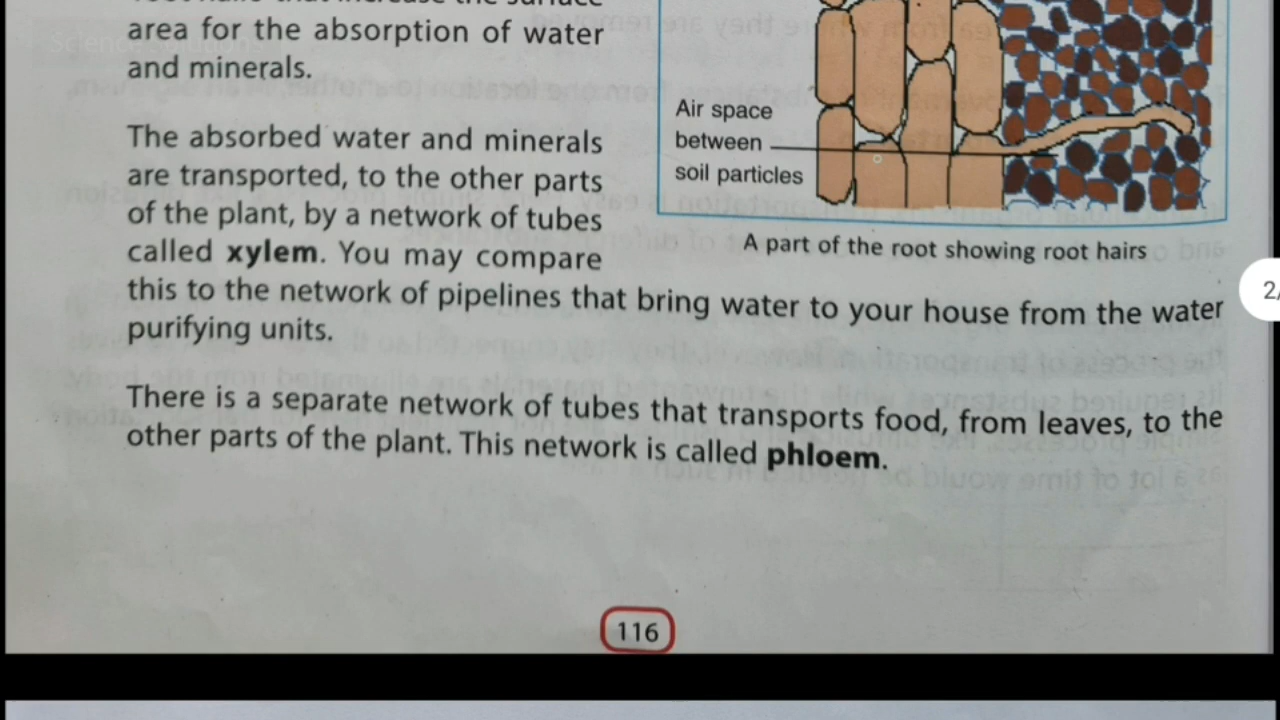 area for the absorption of water
and minerals.
The absorbed water and minerals
are transported, to the other parts
of the plant, by a network of tubes
called xylem. You may compare
this to the network of pipelines that bring water to your house from the water
purifying units.
There is a separate network of tubes that transports food, from leaves, to the
other parts of the plant. This network is called phloem.
Air space
between
soil particles
A part of the root showing root hairs
116
2/